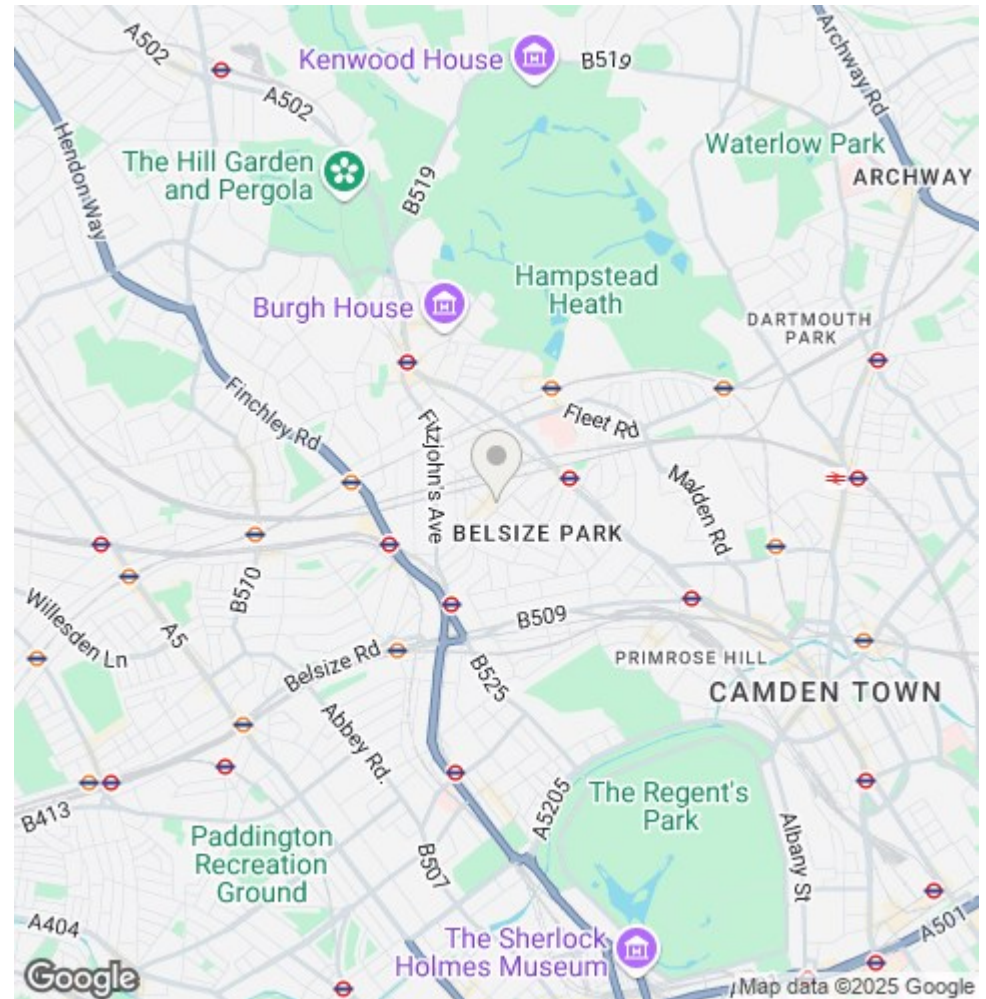 A502
Kenwood House
B519
Archway Rd
A502
Hendon Way
The Hill Garden
and Pergola
B519
Waterlow Park
ARCHWAY
Hampstead
Heath
Burgh House
DARTMOUTH
PARK
Finchley Rd
Fitzjohn's Ave
Fleet Rd
Malden Rd
BELSIZE PARK
B570
Willesden Ln
A5
B509
Belsize Rd
B525
PRIMROSE HILL
CAMDEN TOWN
Abbey Rd.
The Regent's
Park
A5205
Albany St
B413
Paddington
Recreation
Ground
B507
A404
A501
The Sherlock
Holmes Museum
Google
Map data ©2025 Google